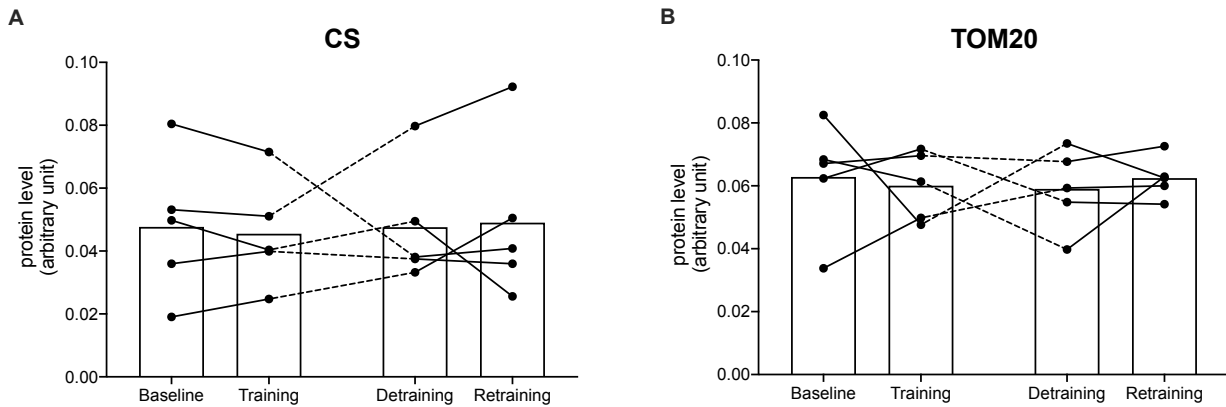 A
CS
protein level
(arbitrary unit)
0.10
0.08
0.06
0.04
0.02
0.00
Baseline Training Detraining Retraining
B
TOM20
protein level
(arbitrary unit)
0.10
0.08
0.06
0.04
0.02
0.00
Baseline Training Detraining Retraining